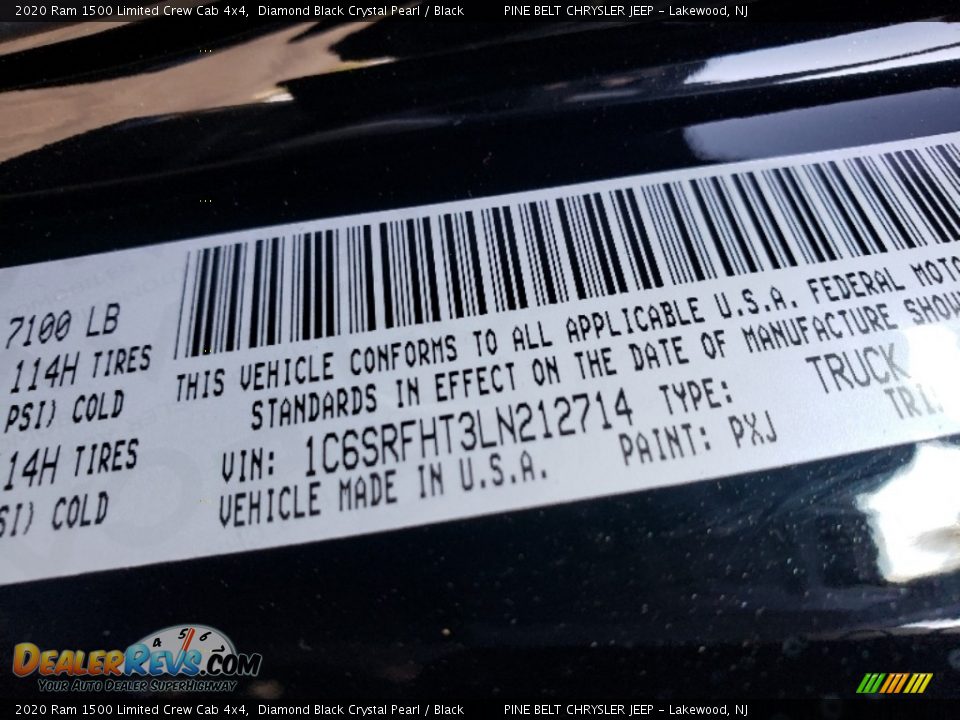 2020 Ram 1500 Limited Crew Cab 4x4, Diamond Black Crystal Pearl / Black PINE BELT CHRYSLER JEEP - Lakewood, NJ
7100 LB
114H TIRES
PSI) COLD
14H TIRES
SI) COLD
THIS VEHICLE CONFORMS TO ALL APPLICABLE U.S.A. FEDERAL MOTO
STANDARDS IN EFFECT ON THE DATE OF MANUFACTURE SHOW
VIN: 1C6SRFHT3LN212714 TYPE: TRUCK
VEHICLE MADE IN U.S.A. PAINT: PXJ TRI
4 5 6
DEALERREVS.COM
Your Auto Dealer SuperHighway
2020 Ram 1500 Limited Crew Cab 4x4, Diamond Black Crystal Pearl / Black PINE BELT CHRYSLER JEEP - Lakewood, NJ